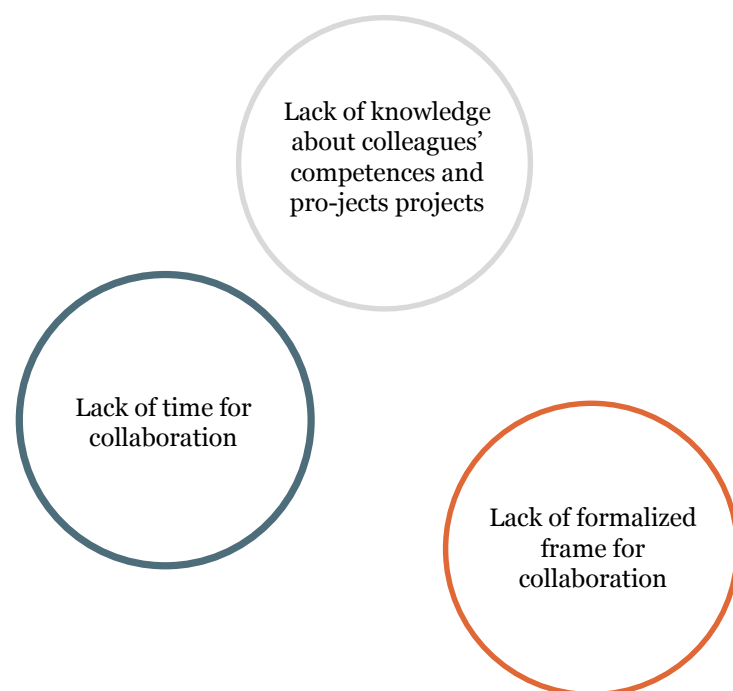 Lack of knowledge
about colleagues’
competences and
pro-jects projects
Lack of time for
collaboration
Lack of formalized
frame for
collaboration